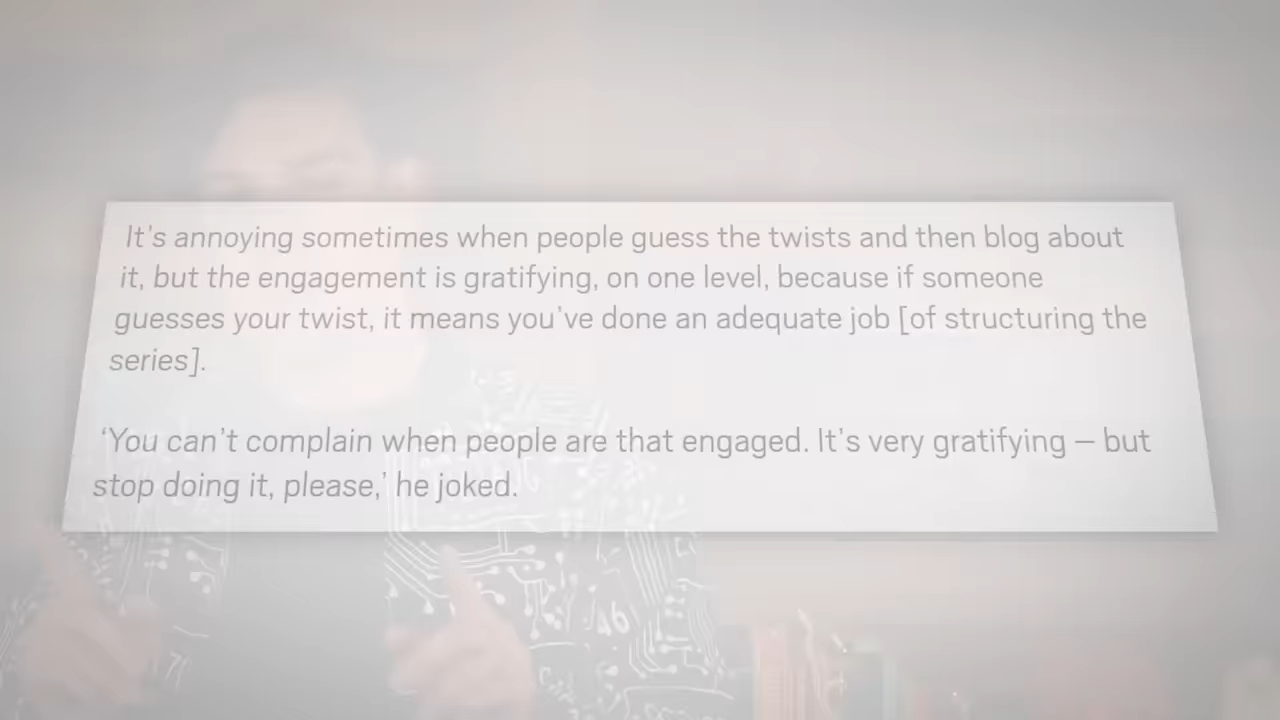 It's annoying sometimes when people guess the twists and then blog about
it, but the engagement is gratifying, on one level, because if someone
guesses your twist, it means you've done an adequate job [of structuring the
series].
‘You can't complain when people are that engaged. It's very gratifying — but
stop doing it, please,’ he joked.